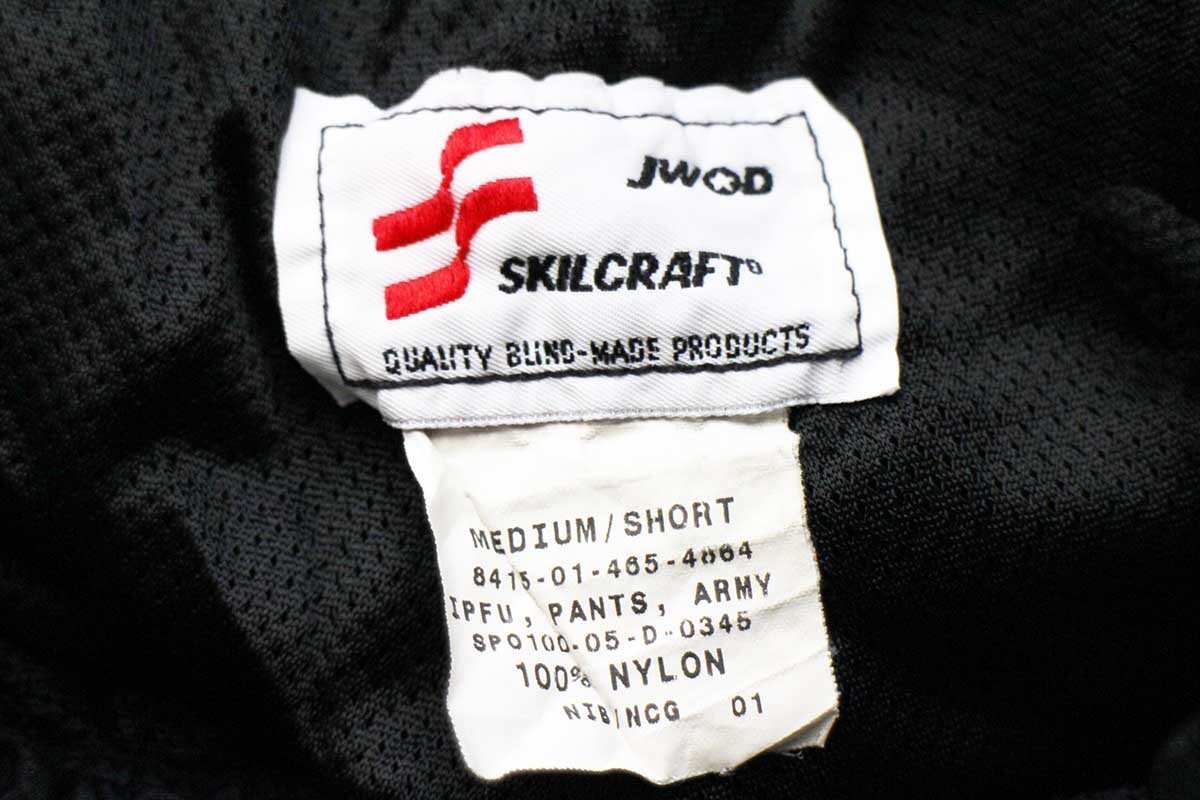 JWOD
SKILCRAFT®
QUALITY BLIND-MADE PRODUCTS
MEDIUM/SHORT
8415-01-465-4864
IPFU, PANTS, ARMY
SPO100-05-D-0345
100% NYLON
NIB/NCG 01